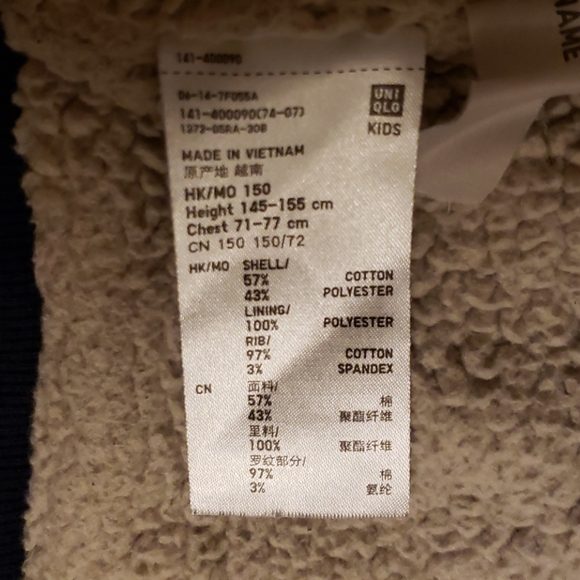 141-400090
06-14-7F055A
141-400090(74-07)
1272-05RA-30B
UNI
QLO
KIDS
MADE IN VIETNAM
原产地 越南
HK/MO 150
Height 145-155 cm
Chest 71-77 cm
CN 150 150/72
HK/MO SHELL/
57% COTTON
43% POLYESTER
LINING/
100% POLYESTER
RIB/
97% COTTON
3% SPANDEX
CN 面料/
57% 棉
43% 聚酯纤维
里料/
100% 聚酯纤维
罗纹部分/
97% 棉
3% 氨纶
NAME